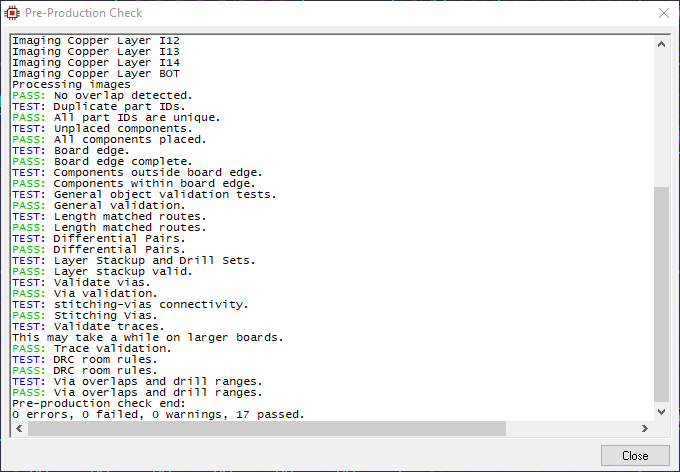 Pre-Production Check
Imaging Copper Layer I12
Imaging Copper Layer I13
Imaging Copper Layer I14
Imaging Copper Layer BOT
Processing images
PASS: No overlap detected.
TEST: Duplicate part IDs.
PASS: All part IDs are unique.
TEST: Unplaced components.
PASS: All components placed.
TEST: Board edge.
PASS: Board edge complete.
TEST: Components outside board edge.
PASS: Components within board edge.
TEST: General object validation tests.
PASS: General validation.
TEST: Length matched routes.
PASS: Length matched routes.
TEST: Differential Pairs.
PASS: Differential Pairs.
TEST: Layer Stackup and Drill Sets.
PASS: Layer stackup valid.
TEST: Validate vias.
PASS: Via validation.
TEST: stitching-vias connectivity.
PASS: Stitching Vias.
TEST: Validate traces.
This may take a while on larger boards.
PASS: Trace validation.
TEST: DRC room rules.
PASS: DRC room rules.
TEST: Via overlaps and drill ranges.
PASS: Via overlaps and drill ranges.
Pre-production check end:
0 errors, 0 failed, 0 warnings, 17 passed.
Close